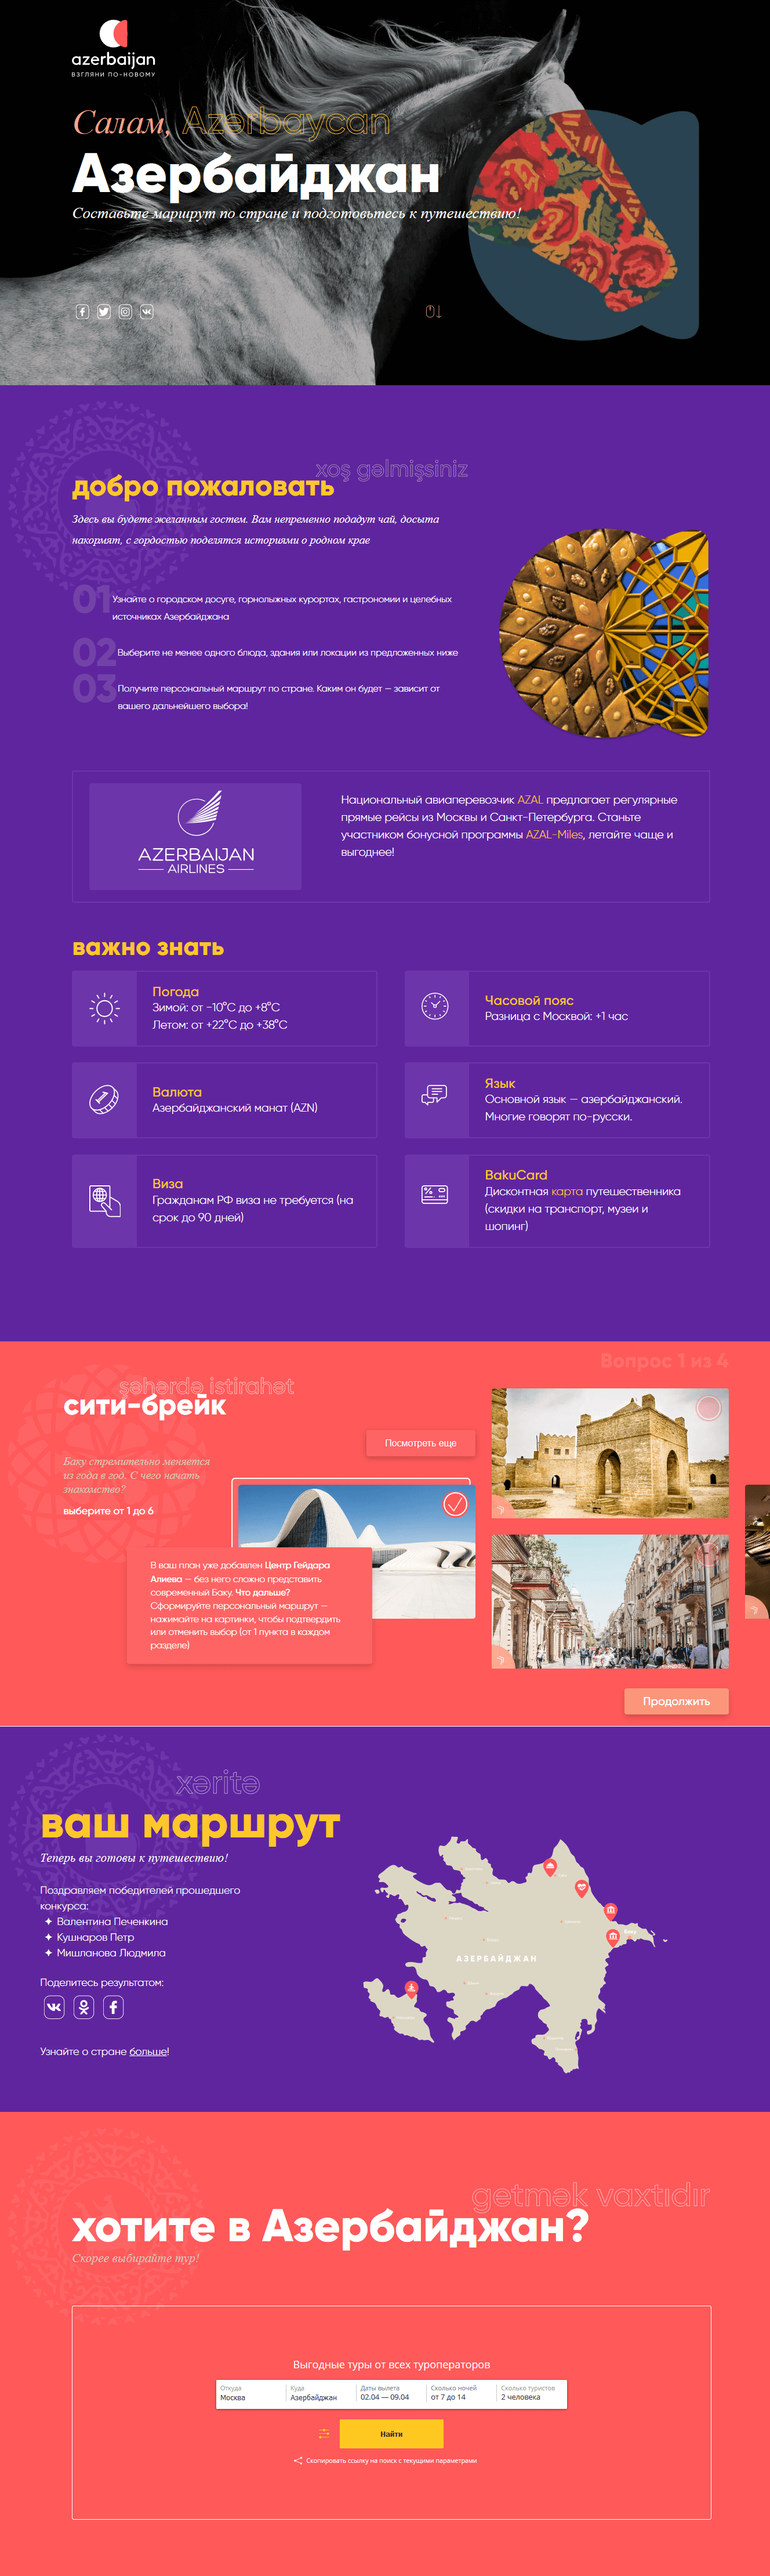 azerbaijan
ВЗГЛЯНИ ПО-НОВОМУ
Салам, Azərbaycan
Азербайджан
Составьте маршрут по стране и подготовьтесь к путешествию!
xoş gəlmişsiniz
добро пожаловать
Здесь вы будете желанным гостем. Вам непременно подадут чай, досыта
накормят, с гордостью поделятся историями о родном крае
01 Узнайте о городском досуге, горнолыжных курортах, гастрономии и целебных
источниках Азербайджана
02 Выберите не менее одного блюда, здания или локации из предложенных ниже
03 Получите персональный маршрут по стране. Каким он будет — зависит от
вашего дальнейшего выбора!
AZERBAIJAN
AIRLINES
Национальный авиаперевозчик AZAL предлагает регулярные
прямые рейсы из Москвы и Санкт-Петербурга. Станьте
участником бонусной программы AZAL-Miles, летайте чаще и
выгоднее!
важно знать
Погода
Зимой: от -10°C до +8°C
Летом: от +22°C до +38°C
Часовой пояс
Разница с Москвой: +1 час
Валюта
Азербайджанский манат (AZN)
Язык
Основной язык — азербайджанский.
Многие говорят по-русски.
Виза
Гражданам РФ виза не требуется (на
срок до 90 дней)
BakuCard
Дисконтная карта путешественника
(скидки на транспорт, музеи и
шопинг)
Вопрос 1 из 4
şəhərdə istirahət
сити-брейк
Посмотреть еще
Баку стремительно меняется
из года в год. С чего начать
знакомство?
выберите от 1 до 6
В ваш план уже добавлен Центр Гейдара
Алиева — без него сложно представить
современный Баку. Что дальше?
Сформируйте персональный маршрут —
нажимайте на картинки, чтобы подтвердить
или отменить выбор (от 1 пункта в каждом
разделе)
Продолжить
xəritə
ваш маршрут
Теперь вы готовы к путешествию!
Поздравляем победителей прошедшего
конкурса:
Валентина Печенкина
Кушнаров Петр
Мишланова Людмила
Поделитесь результатом:
Узнайте о стране больше!
АЗЕРБАЙДЖАН
getmək vaxtıdır
хотите в Азербайджан?
Скорее выбирайте тур!
Выгодные туры от всех туроператоров
Откуда
Москва
Куда
Азербайджан
Даты вылета
02.04 — 09.04
Сколько ночей
от 7 до 14
Сколько туристов
2 человека
Найти
Скопировать ссылку на поиск с текущими параметрами